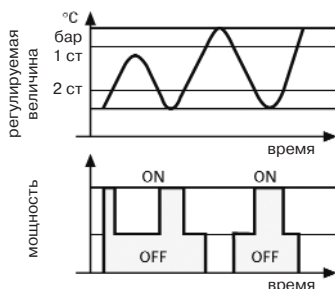 °C
бар
1 ст
2 ст
регулируемая
величина
время
ON
ON
мощность
OFF
OFF
время